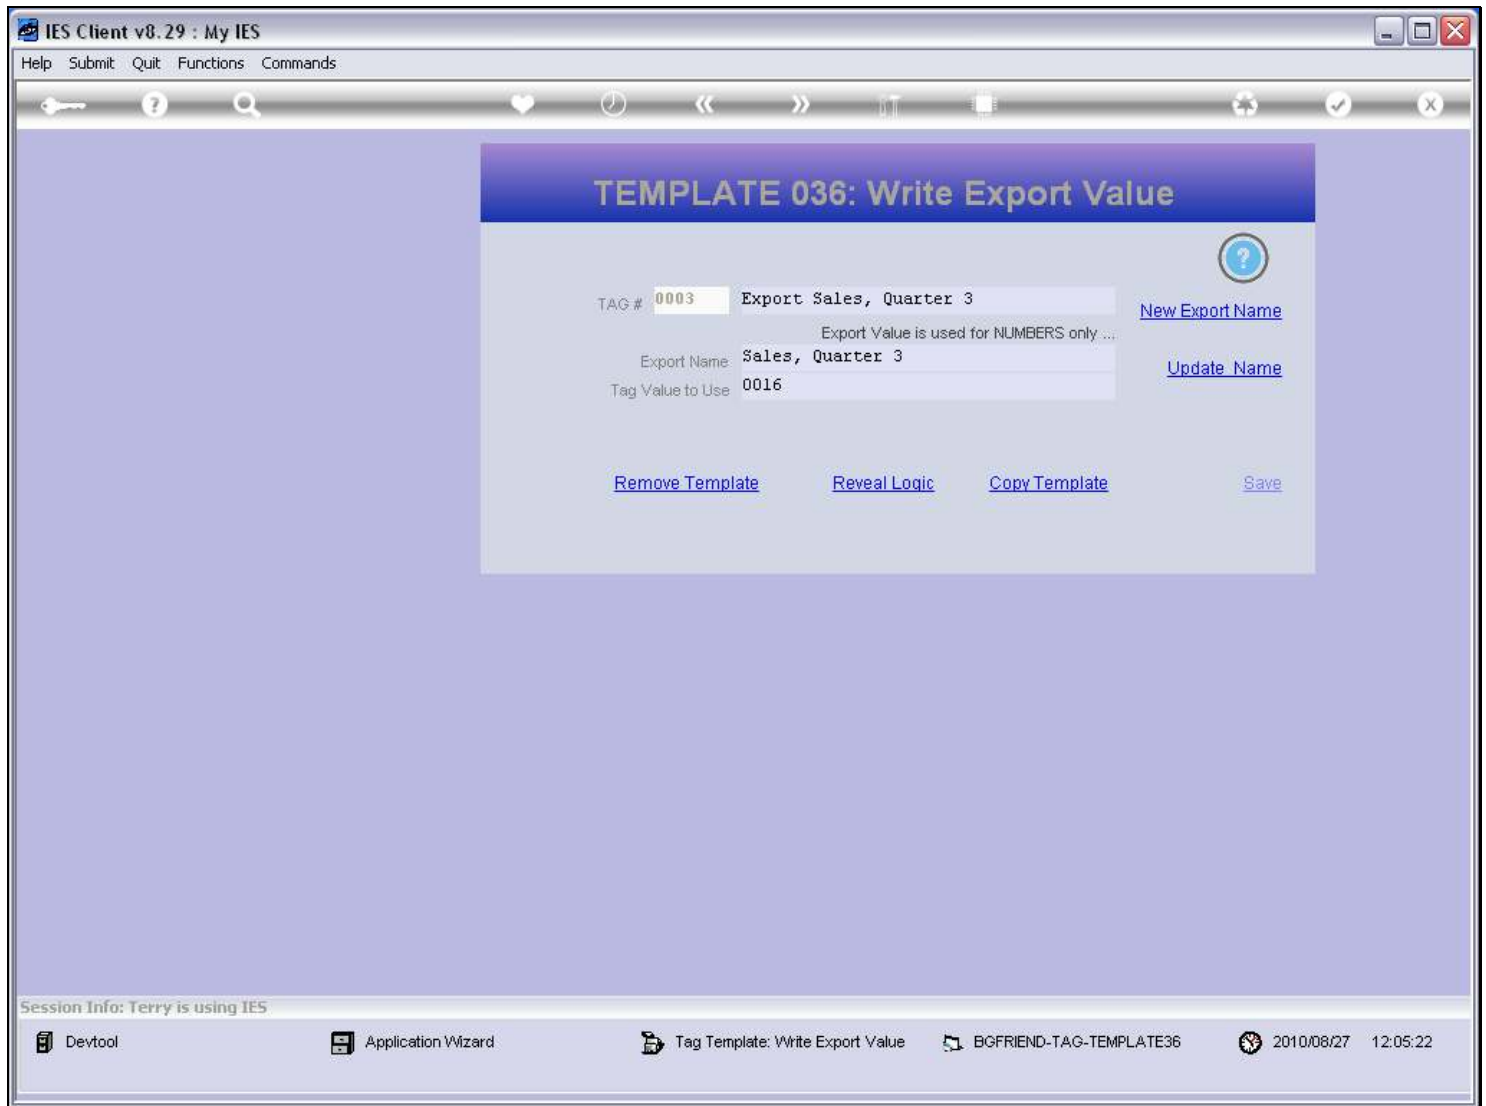 IES Client v8.29 : My IES
Help Submit Quit Functions Commands
TEMPLATE 036: Write Export Value
TAG # 0003 Export Sales, Quarter 3
New Export Name
Export Value is used for NUMBERS only ...
Export Name Sales, Quarter 3
Update Name
Tag Value to Use 0016
Remove Template Reveal Logic Copy Template Save
Session Info: Terry is using IES
Devtool Application Wizard Tag Template: Write Export Value BGFRIEND-TAG-TEMPLATE36 2010/08/27 12:05:22